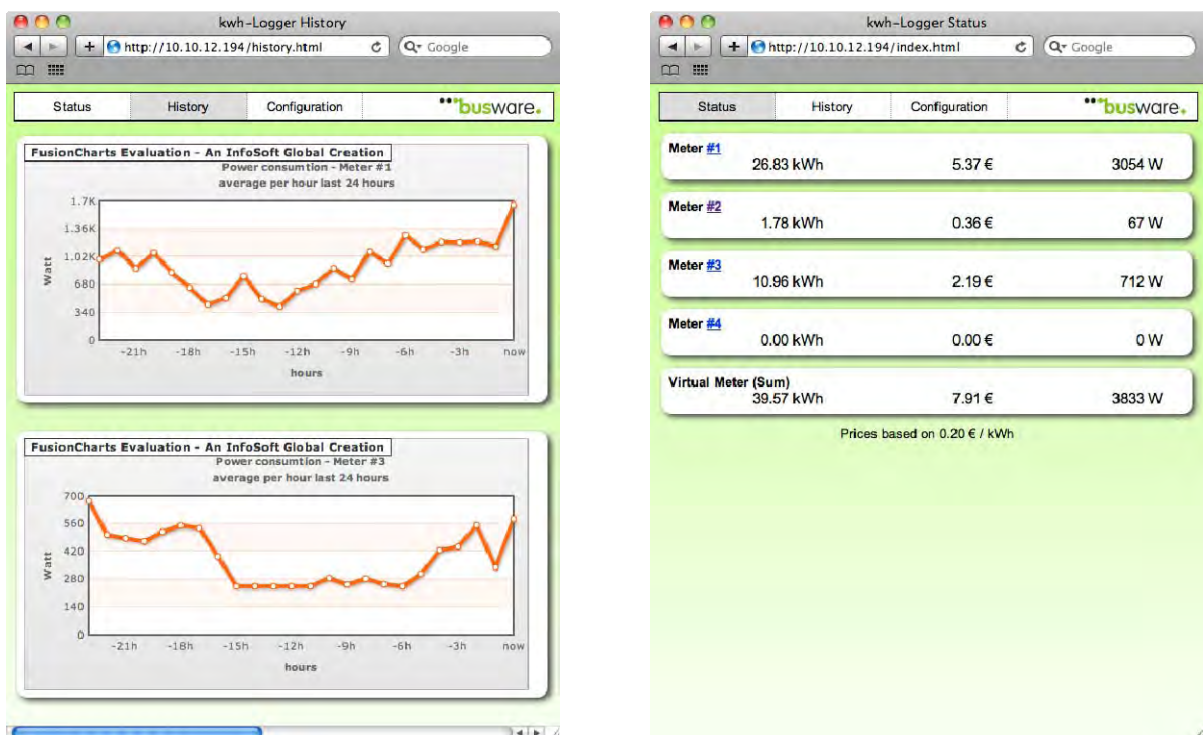 kwh-Logger History
http://10.10.12.194/history.html
Google
Status History Configuration busware.
FusionCharts Evaluation - An InfoSoft Global Creation
Power consumtion - Meter #1
average per hour last 24 hours
1.7K
1.36K
1.02K
680
340
0
Watt
-21h -18h -15h -12h -9h -6h -3h now
hours
FusionCharts Evaluation - An InfoSoft Global Creation
Power consumtion - Meter #3
average per hour last 24 hours
700
560
420
280
140
0
Watt
-21h -18h -15h -12h -9h -6h -3h now
hours
kwh-Logger Status
http://10.10.12.194/index.html
Google
Status History Configuration busware.
Meter #1
26.83 kWh 5.37 € 3054 W
Meter #2
1.78 kWh 0.36 € 67 W
Meter #3
10.96 kWh 2.19 € 712 W
Meter #4
0.00 kWh 0.00 € 0 W
Virtual Meter (Sum)
39.57 kWh 7.91 € 3833 W
Prices based on 0.20 € / kWh